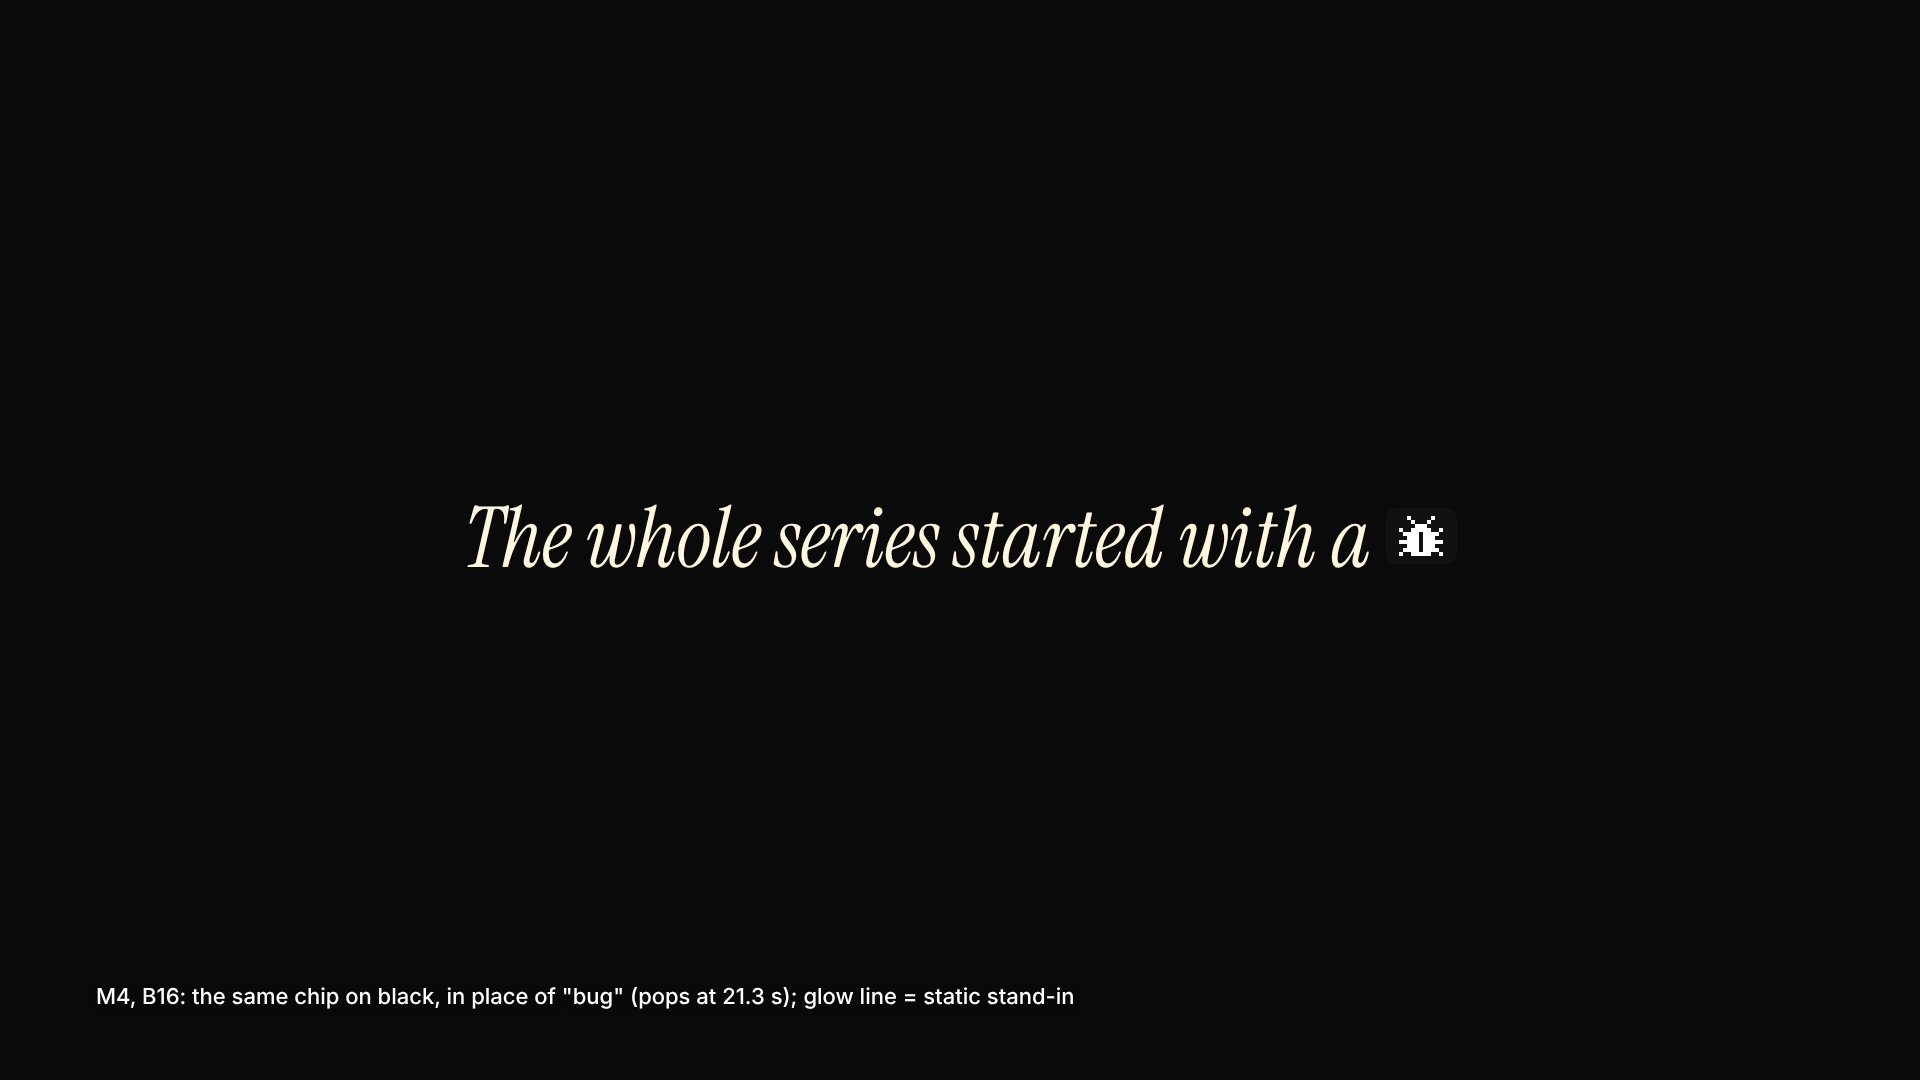 The whole series started with a
M4, B16: the same chip on black, in place of "bug" (pops at 21.3 s); glow line = static stand-in